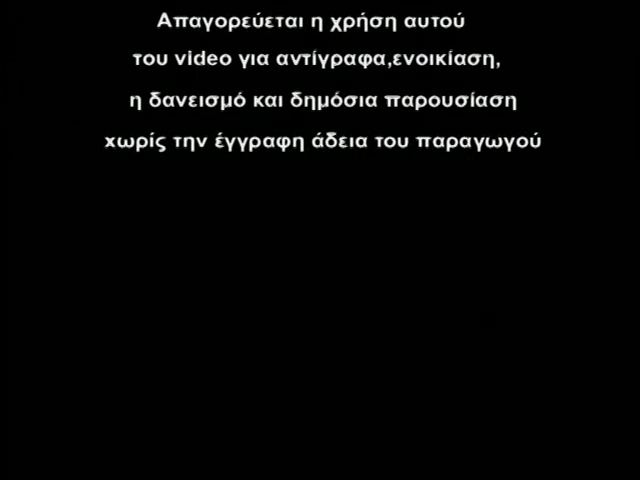 Απαγορεύεται η χρήση αυτού
του video για αντίγραφα,ενοικίαση,
η δανεισμό και δημόσια παρουσίαση
χωρίς την έγγραφη άδεια του παραγωγού